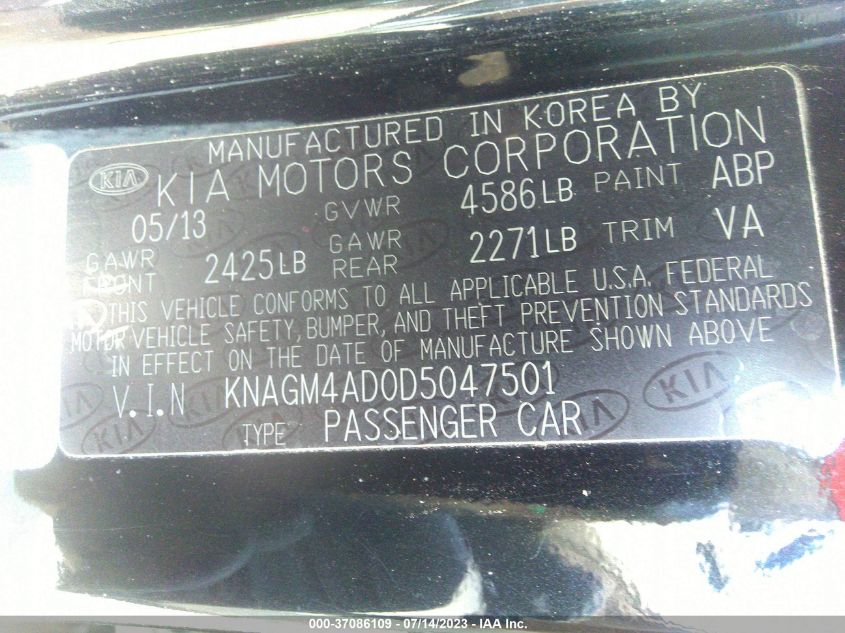 MANUFACTURED IN KOREA BY
KIA KIA MOTORS CORPORATION
05/13 GVWR 4586LB PAINT ABP
GAWR FRONT 2425LB GAWR REAR 2271LB TRIM VA
THIS VEHICLE CONFORMS TO ALL APPLICABLE U.S.A. FEDERAL
MOTOR VEHICLE SAFETY, BUMPER, AND THEFT PREVENTION STANDARDS
IN EFFECT ON THE DATE OF MANUFACTURE SHOWN ABOVE
V.I.N KNAGM4AD0D5047501
TYPE PASSENGER CAR
000-37086109 - 07/14/2023 - IAA Inc.